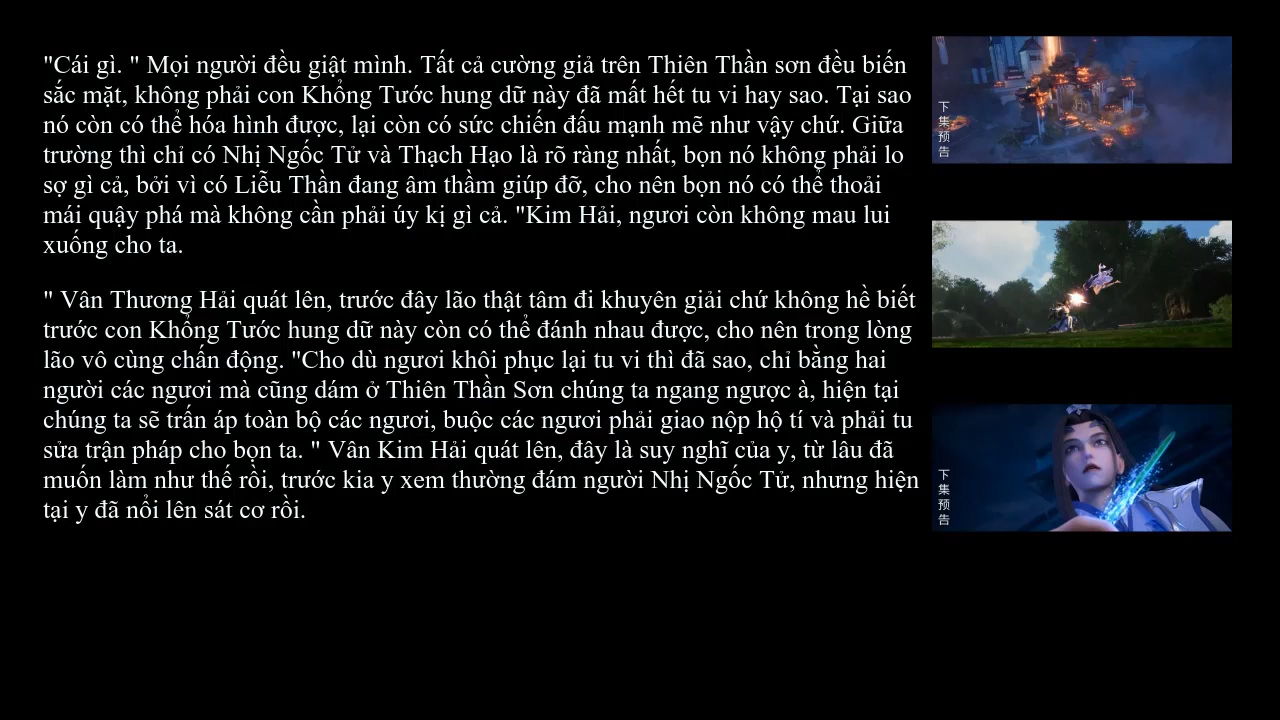 "Cái gì. " Mọi người đều giật mình. Tất cả cường giả trên Thiên Thần sơn đều biến
sắc mặt, không phải con Khổng Tước hung dữ này đã mất hết tu vi hay sao. Tại sao
nó còn có thể hóa hình được, lại còn có sức chiến đấu mạnh mẽ như vậy chứ. Giữa
trường thì chỉ có Nhị Ngốc Tử và Thạch Hạo là rõ ràng nhất, bọn nó không phải lo
sợ gì cả, bởi vì có Liễu Thần đang âm thầm giúp đỡ, cho nên bọn nó có thể thoải
mái quậy phá mà không cần phải úy kị gì cả. "Kim Hải, ngươi còn không mau lui
xuống cho ta.
" Vân Thương Hải quát lên, trước đây lão thật tâm đi khuyên giải chứ không hề biết
trước con Khổng Tước hung dữ này còn có thể đánh nhau được, cho nên trong lòng
lão vô cùng chấn động. "Cho dù ngươi khôi phục lại tu vi thì đã sao, chỉ bằng hai
người các ngươi mà cũng dám ở Thiên Thần Sơn chúng ta ngang ngược à, hiện tại
chúng ta sẽ trấn áp toàn bộ các ngươi, buộc các ngươi phải giao nộp hộ tí và phải tu
sửa trận pháp cho bọn ta. " Vân Kim Hải quát lên, đây là suy nghĩ của y, từ lâu đã
muốn làm như thế rồi, trước kia y xem thường đám người Nhị Ngốc Tử, nhưng hiện
tại y đã nổi lên sát cơ rồi.
下集预告
下集预告